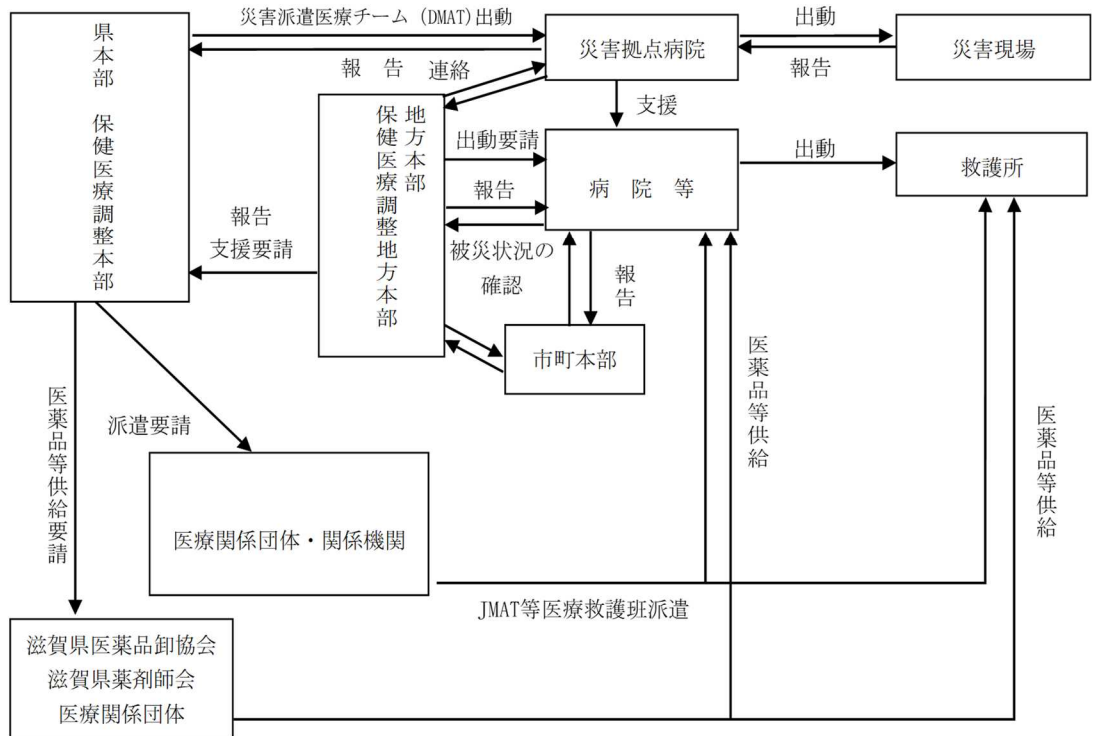 災害派遣医療チーム (DMAT)出動
報　告
連絡
県本部　保健医療調整本部
地方本部
保健医療調整地方本部
災害拠点病院
出動
報告
災害現場
支援
出動要請
報告
被災状況の
確認
病　院　等
出動
救護所
報告
支援要請
報告
市町本部
医薬品等供給
医薬品等供給
医薬品等供給要請
派遣要請
医療関係団体・関係機関
JMAT等医療救護班派遣
滋賀県医薬品卸協会
滋賀県薬剤師会
医療関係団体